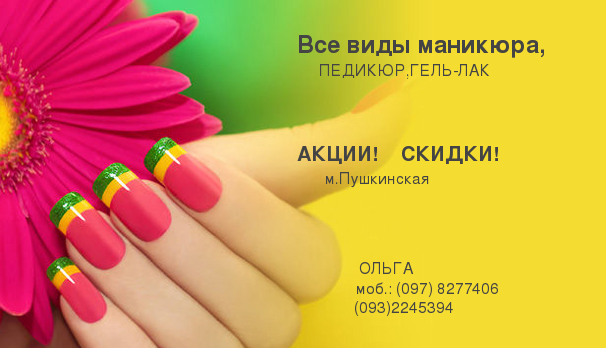 Все виды маникюра,
ПЕДИКЮР,ГЕЛЬ-ЛАК
АКЦИИ! СКИДКИ!
м.Пушкинская
ОЛЬГА
моб.: (097) 8277406
(093)2245394